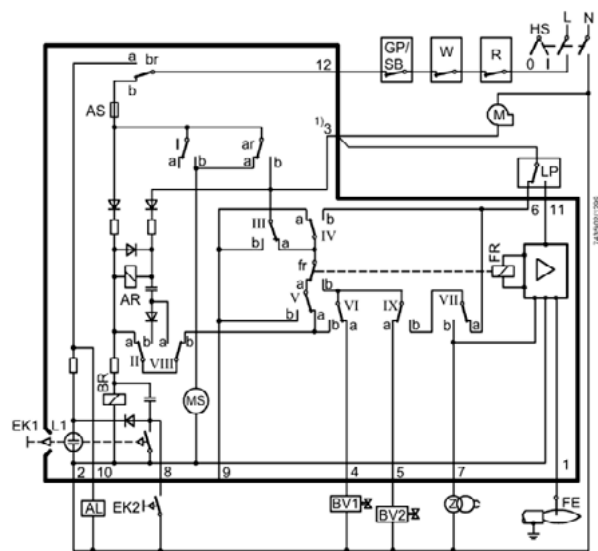 L N
HS
GP/
SB
W
R
0 I
a br
12
b
M
AS
1) 3
I
ar
a b
a b
LP
6 11
a b
III
IV
b a
fr
FR
AR
a
b
V
VI
IX
VII
a b
b a
b a
a b
b a
II
VIII
BR
MS
EK1
L1
2 10 8 9 4 5 7 1
AL
EK2
BV1
BV2
Z
FE